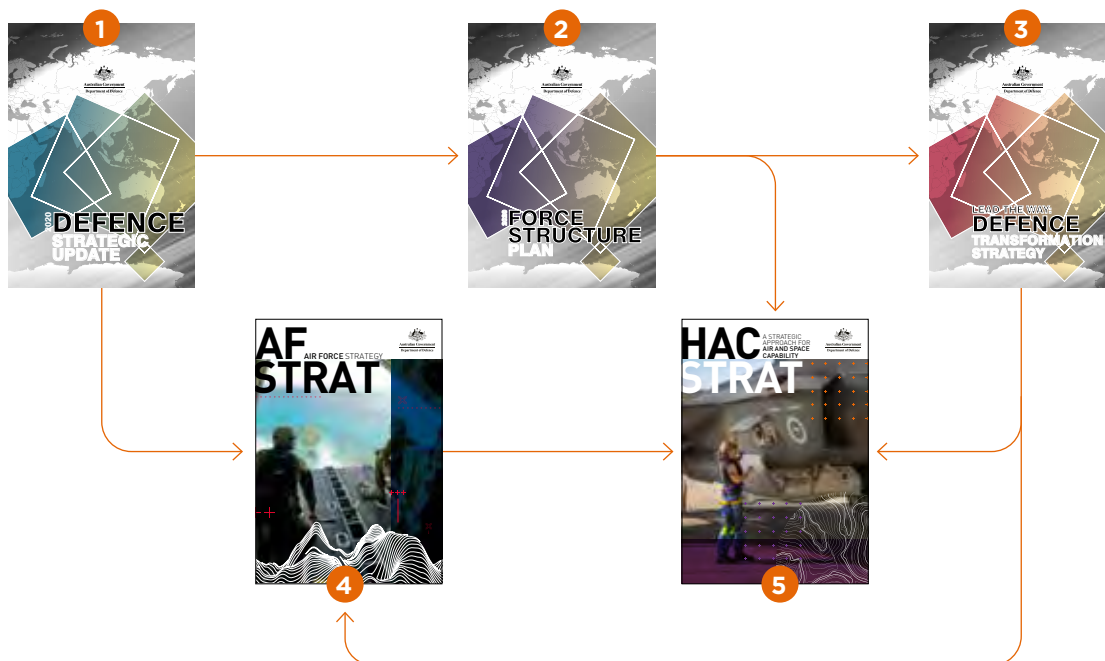 1
Australian Government
Department of Defence
2020
DEFENCE
STRATEGIC
UPDATE
2
Australian Government
Department of Defence
FORCE
STRUCTURE
PLAN
3
Australian Government
Department of Defence
LEAD THE WAY:
DEFENCE
TRANSFORMATION
STRATEGY
AF
AIR FORCE STRATEGY
STRAT
Australian Government
Department of Defence
4
HAC
A STRATEGIC
APPROACH FOR
AIR AND SPACE
CAPABILITY
STRAT
Australian Government
Department of Defence
5